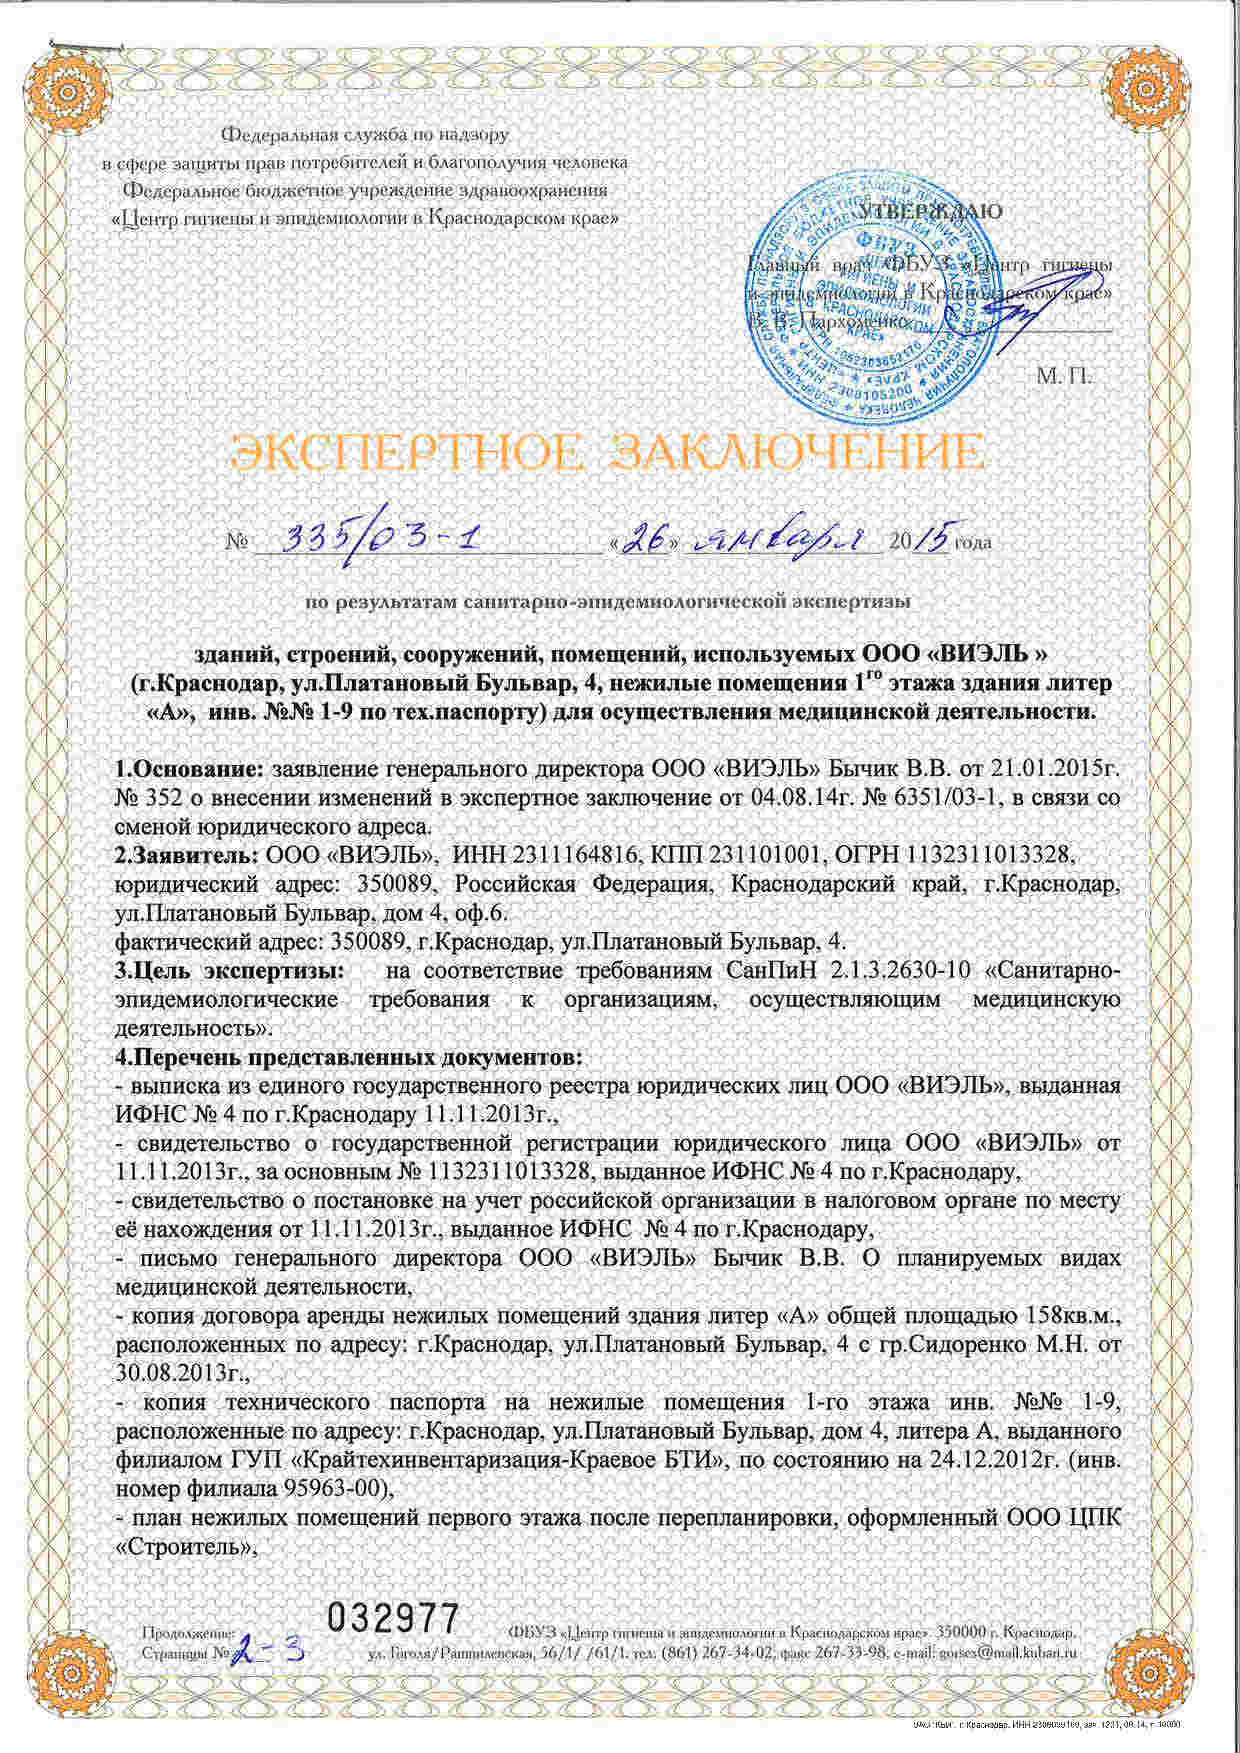 Федеральная служба по надзору
в сфере защиты прав потребителей и благополучия человека
Федеральное бюджетное учреждение здравоохранения
«Центр гигиены и эпидемиологии в Краснодарском крае»
УТВЕРЖДАЮ
Главный врач ФБУЗ «Центр гигиены
и эпидемиологии в Краснодарском крае»
В. В. Пархоменко
М. П.
ФБУЗ
ЭКСПЕРТНОЕ ЗАКЛЮЧЕНИЕ
№ 335/03-1 «26» января 2015 года
по результатам санитарно-эпидемиологической экспертизы
зданий, строений, сооружений, помещений, используемых ООО «ВИЭЛЬ »
(г.Краснодар, ул.Платановый Бульвар, 4, нежилые помещения 1го этажа здания литер
«А», инв. №№ 1-9 по тех.паспорту) для осуществления медицинской деятельности.
1.Основание: заявление генерального директора ООО «ВИЭЛЬ» Бычик В.В. от 21.01.2015г.
№ 352 о внесении изменений в экспертное заключение от 04.08.14г. № 6351/03-1, в связи со
сменой юридического адреса.
2.Заявитель: ООО «ВИЭЛЬ», ИНН 2311164816, КПП 231101001, ОГРН 1132311013328,
юридический адрес: 350089, Российская Федерация, Краснодарский край, г.Краснодар,
ул.Платановый Бульвар, дом 4, оф.6.
фактический адрес: 350089, г.Краснодар, ул.Платановый Бульвар, 4.
3.Цель экспертизы: на соответствие требованиям СанПиН 2.1.3.2630-10 «Санитарно-
эпидемиологические требования к организациям, осуществляющим медицинскую
деятельность».
4.Перечень представленных документов:
- выписка из единого государственного реестра юридических лиц ООО «ВИЭЛЬ», выданная
ИФНС № 4 по г.Краснодару 11.11.2013г.,
- свидетельство о государственной регистрации юридического лица ООО «ВИЭЛЬ» от
11.11.2013г., за основным № 1132311013328, выданное ИФНС № 4 по г.Краснодару,
- свидетельство о постановке на учет российской организации в налоговом органе по месту
её нахождения от 11.11.2013г., выданное ИФНС № 4 по г.Краснодару,
- письмо генерального директора ООО «ВИЭЛЬ» Бычик В.В. О планируемых видах
медицинской деятельности,
- копия договора аренды нежилых помещений здания литер «А» общей площадью 158кв.м.,
расположенных по адресу: г.Краснодар, ул.Платановый Бульвар, 4 с гр.Сидоренко М.Н. от
30.08.2013г.,
- копия технического паспорта на нежилые помещения 1-го этажа инв. №№ 1-9,
расположенные по адресу: г.Краснодар, ул.Платановый Бульвар, дом 4, литера А, выданного
филиалом ГУП «Крайтехинвентаризация-Краевое БТИ», по состоянию на 24.12.2012г. (инв.
номер филиала 95963-00),
- план нежилых помещений первого этажа после перепланировки, оформленный ООО ЦПК
«Строитель»,
032977
Продолжение:
Страницы № 2-3
ФБУЗ «Центр гигиены и эпидемиологии в Краснодарском крае». 350000 г. Краснодар,
ул. Гоголя/Рашпилевская, 56/1/ /61/1. тел: (861) 267-34-02, факс 267-33-98, e-mail: gorses@mail.kuban.ru